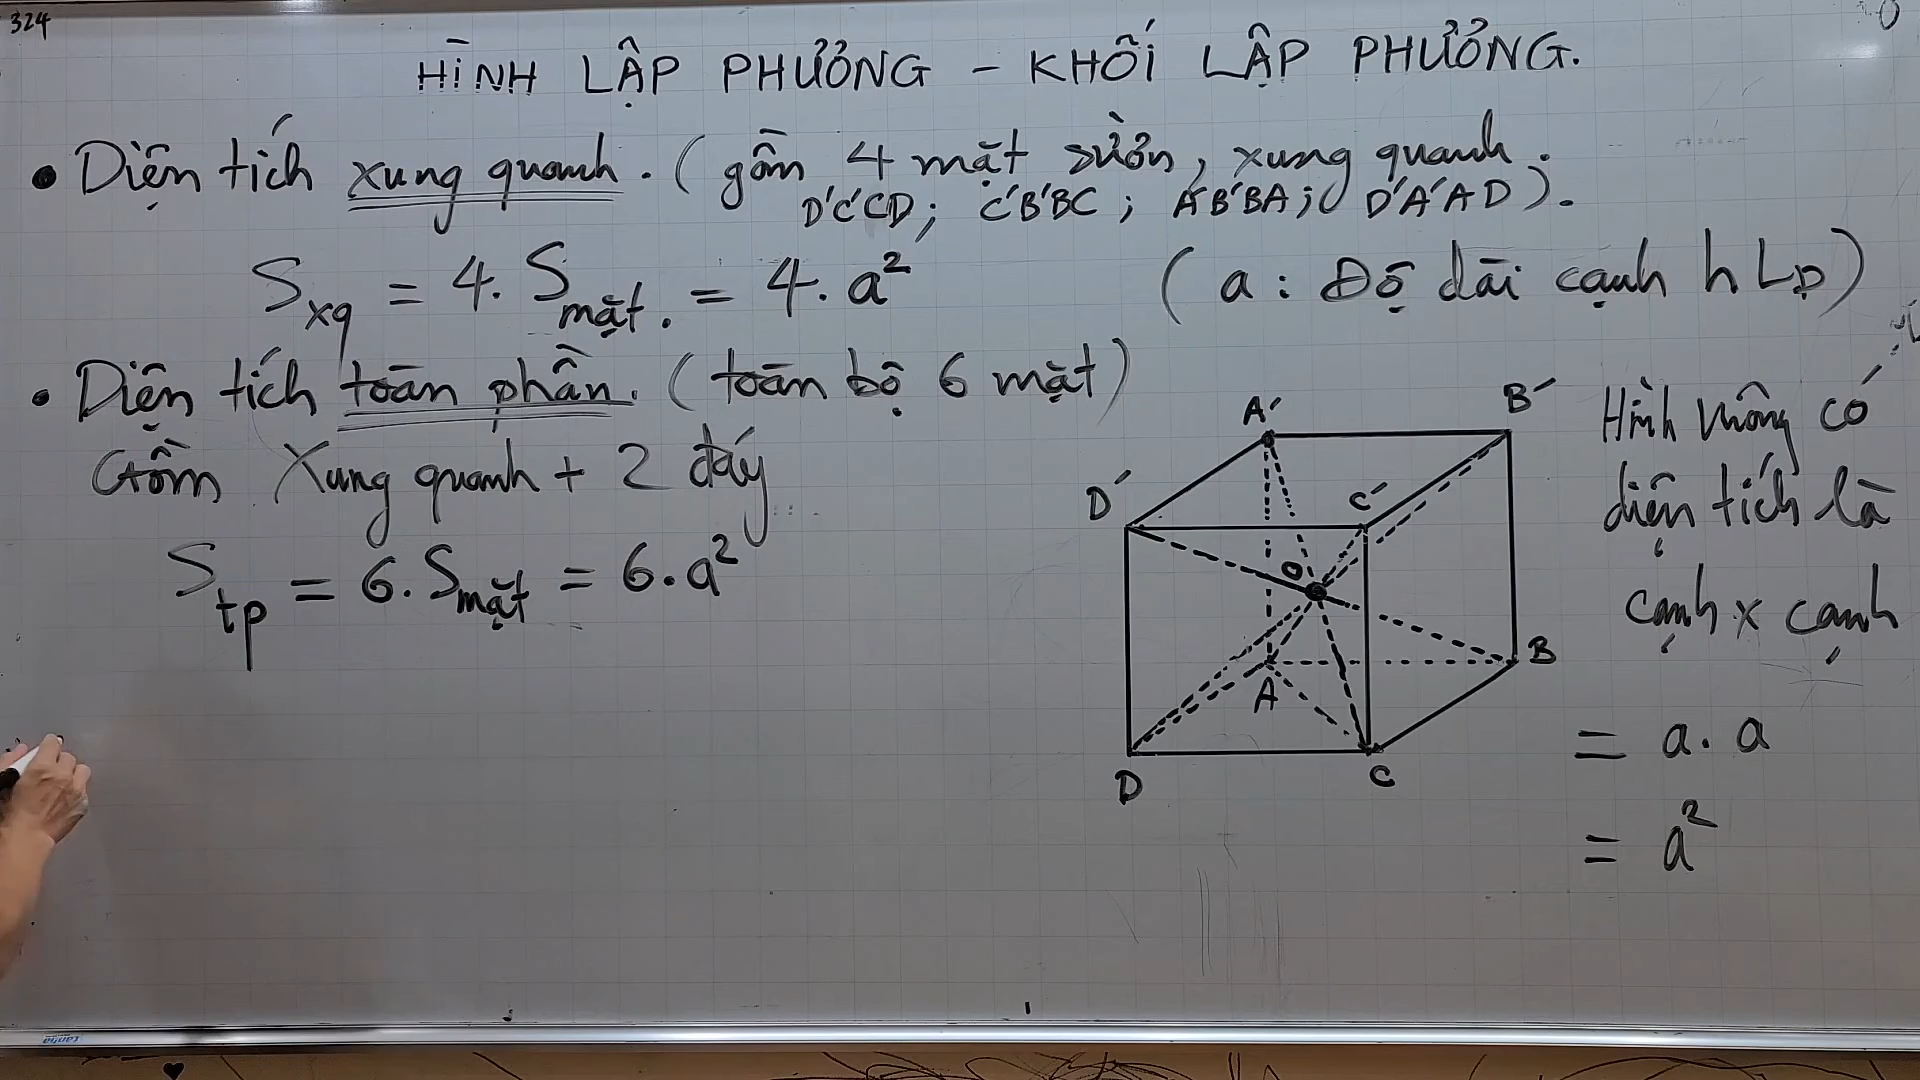 324
HÌNH LẬP PHƯƠNG - KHỐI LẬP PHƯƠNG.
• Diện tích xung quanh. (gồm 4 mặt sườn, xung quanh.
D'C'CD; C'B'BC; A'B'BA; D'A'AD).
Sxq = 4. Smặt. = 4. a²
(a: Độ dài cạnh hLP)
• Diện tích toàn phần. (toàn bộ 6 mặt)
Gồm Xung quanh + 2 đáy
Stp = 6. Smặt = 6. a²
A'
B'
D'
C'
O
A
B
D
C
Hình vuông có
diện tích là
cạnh x cạnh
= a. a
= a²